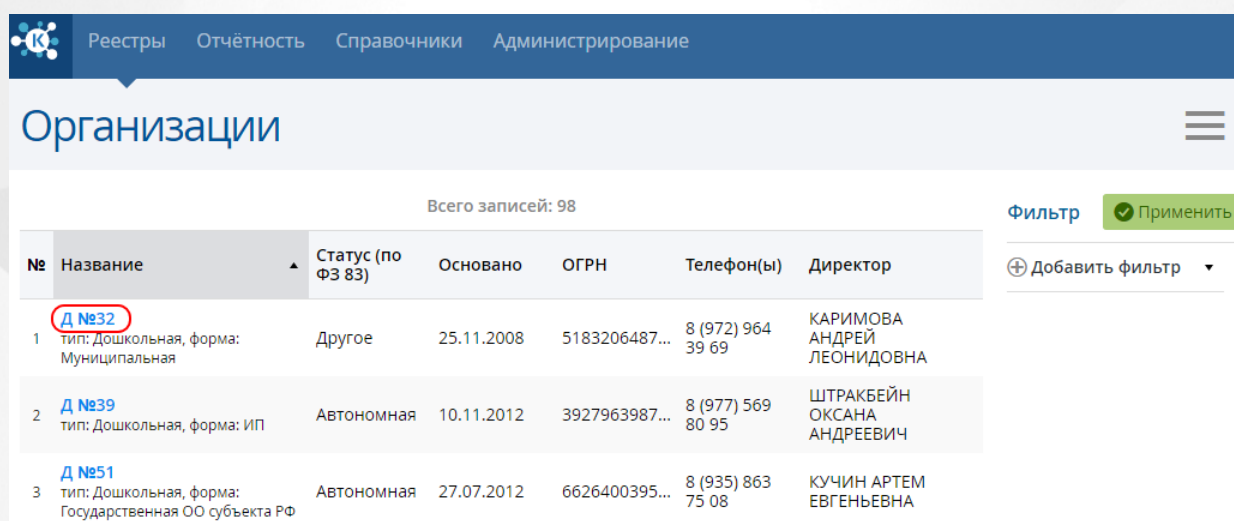 К Реестры Отчётность Справочники Администрирование
Организации
Всего записей: 98
Фильтр Применить
№ Название Статус (по ФЗ 83) Основано ОГРН Телефон(ы) Директор
Добавить фильтр
1 Д №32
тип: Дошкольная, форма:
Муниципальная
Другое 25.11.2008 5183206487...
8 (972) 964
39 69
КАРИМОВА
АНДРЕЙ
ЛЕОНИДОВНА
2 Д №39
тип: Дошкольная, форма: ИП
Автономная 10.11.2012 3927963987...
8 (977) 569
80 95
ШТРАКБЕЙН
ОКСАНА
АНДРЕЕВИЧ
3 Д №51
тип: Дошкольная, форма:
Государственная ОО субъекта РФ
Автономная 27.07.2012 6626400395...
8 (935) 863
75 08
КУЧИН АРТЕМ
ЕВГЕНЬЕВНА